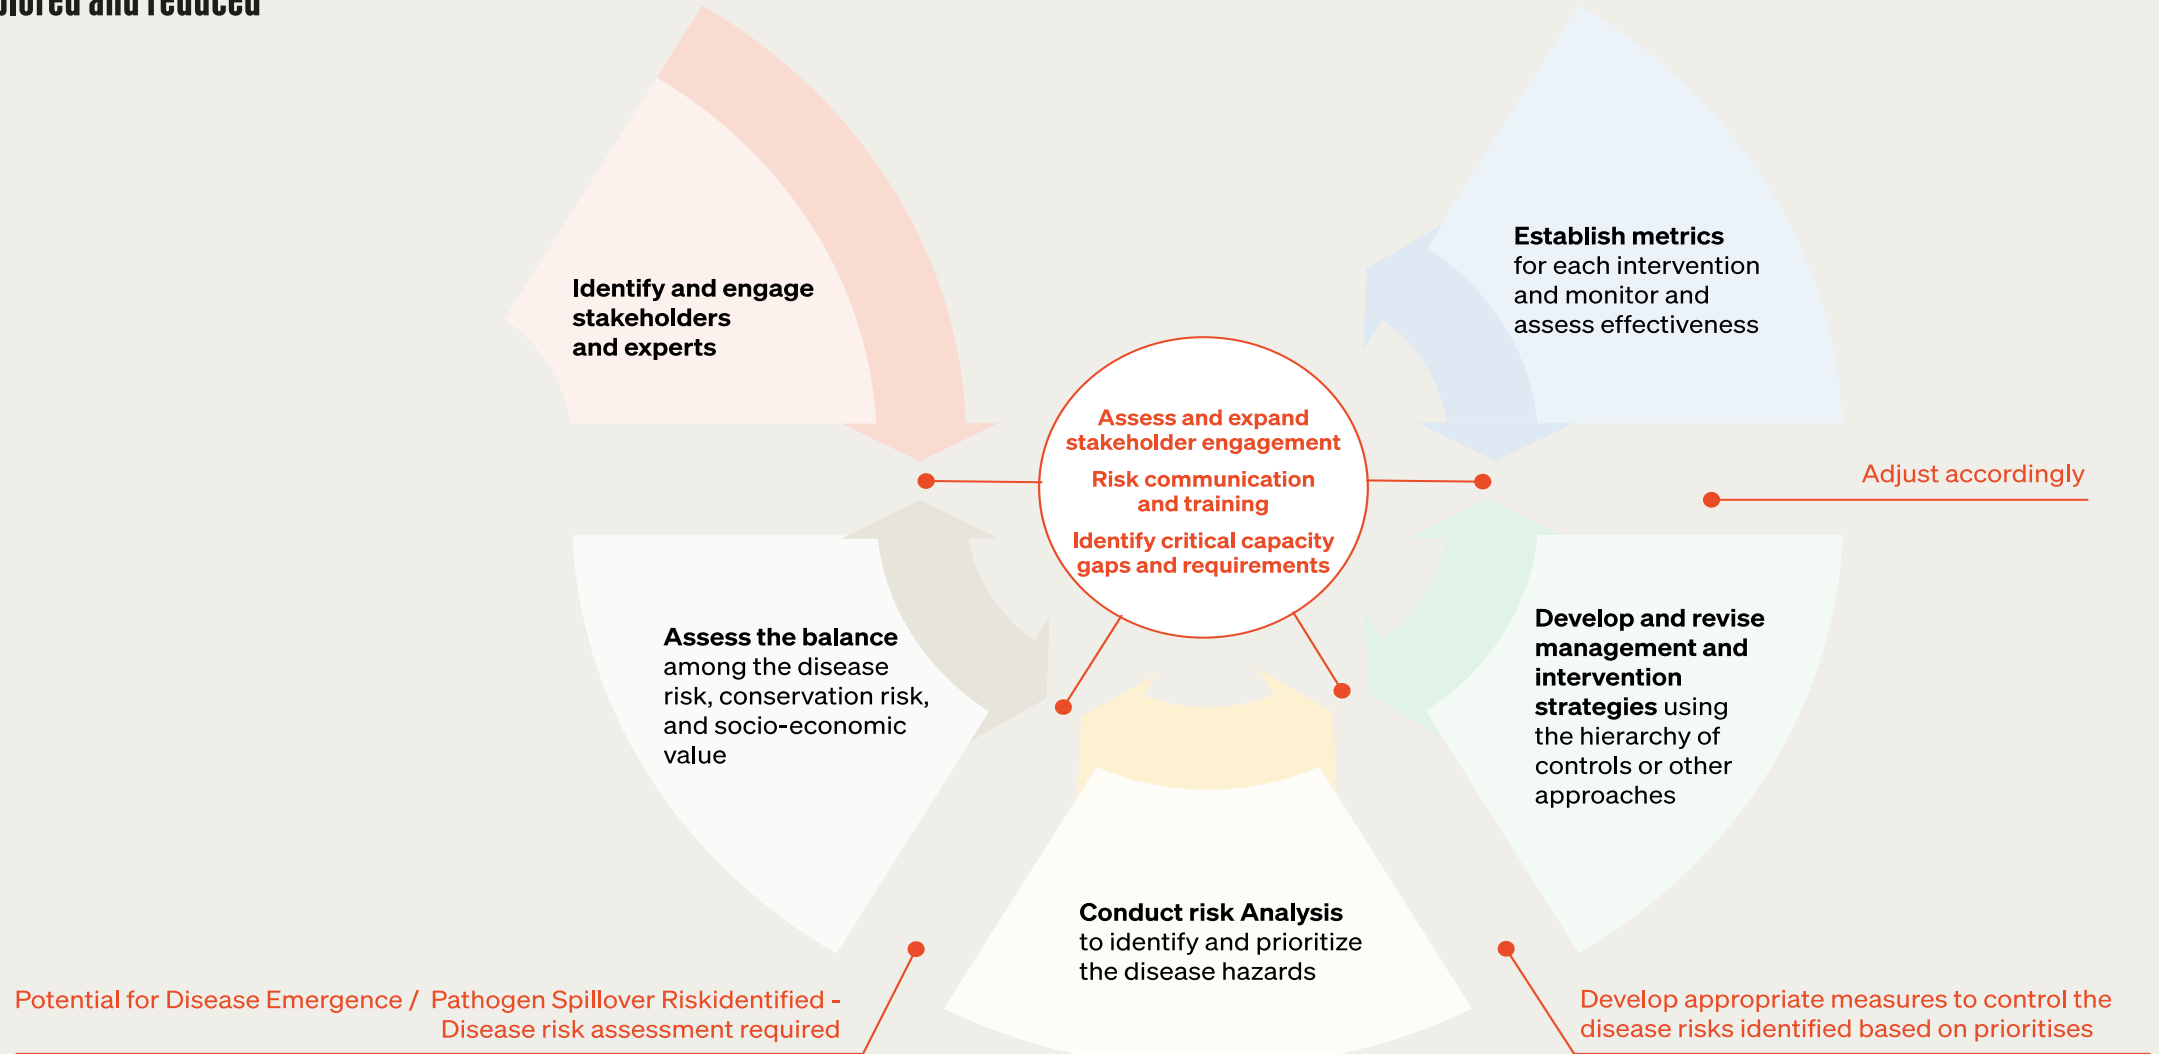 and reduced
Identify and engage
stakeholders
and experts
Establish metrics
for each intervention
and monitor and
assess effectiveness
Assess and expand
stakeholder engagement
Risk communication
and training
Identify critical capacity
gaps and requirements
Adjust accordingly
Assess the balance
among the disease
risk, conservation risk,
and socio-economic
value
Develop and revise
management and
intervention
strategies using
the hierarchy of
controls or other
approaches
Conduct risk Analysis
to identify and prioritize
the disease hazards
Potential for Disease Emergence / Pathogen Spillover Riskidentified -
Disease risk assessment required
Develop appropriate measures to control the
disease risks identified based on prioritises